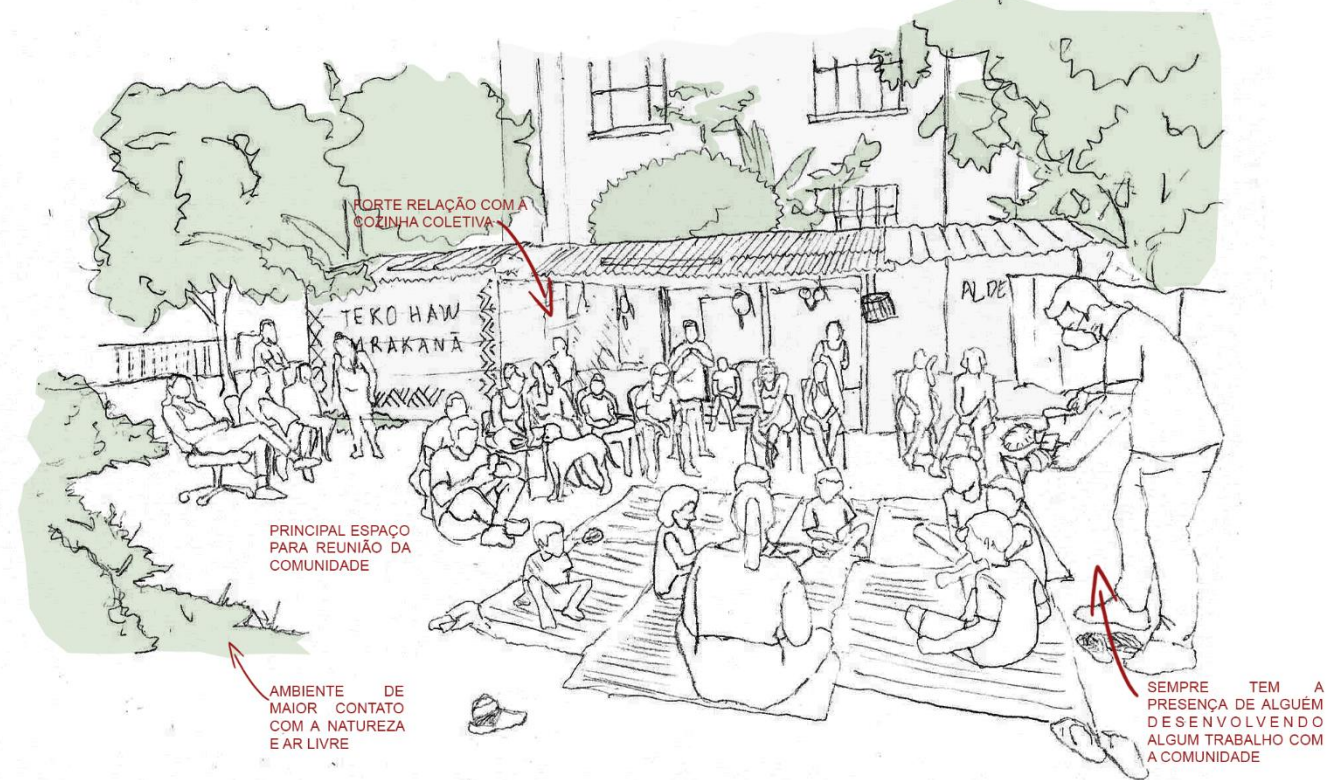 FORTE RELAÇÃO COM A
COZINHA COLETIVA
TEKO HAW
MRAKANÃ
ALDE
PRINCIPAL ESPAÇO
PARA REUNIÃO DA
COMUNIDADE
AMBIENTE DE
MAIOR CONTATO
COM A NATUREZA
E AR LIVRE
SEMPRE TEM A
PRESENÇA DE ALGUÉM
DESENVOLVENDO
ALGUM TRABALHO COM
A COMUNIDADE